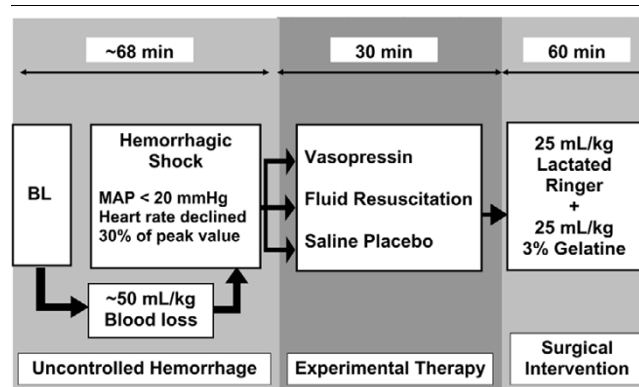 ~68 min
30 min
60 min
BL
Hemorrhagic
Shock
MAP < 20 mmHg
Heart rate declined
30% of peak value
~50 mL/kg
Blood loss
Vasopressin
Fluid Resuscitation
Saline Placebo
25 mL/kg
Lactated
Ringer
+
25 mL/kg
3% Gelatine
Uncontrolled Hemorrhage
Experimental Therapy
Surgical
Intervention